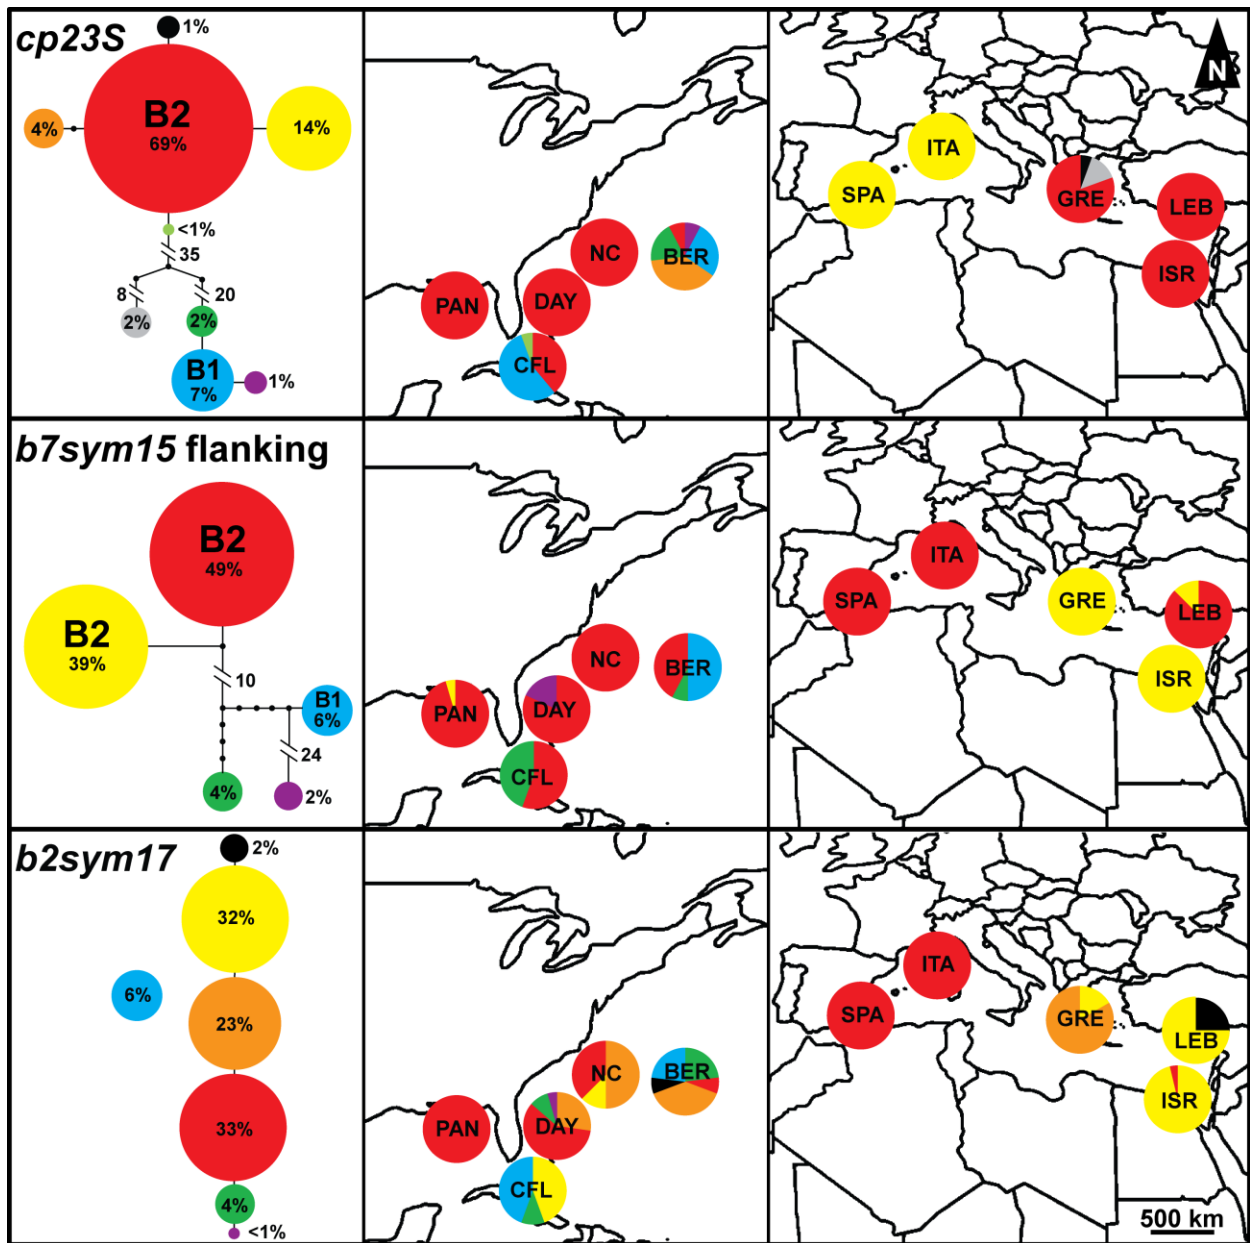 cp23S
1%
B2
69%
4%
14%
<1%
35
8
20
2%
2%
B1
7%
1%
PAN
DAY
NC
BER
CFL
N
SPA
ITA
GRE
LEB
ISR
b7sym15 flanking
B2
49%
B2
39%
10
B1
6%
24
4%
2%
PAN
DAY
NC
BER
CFL
SPA
ITA
GRE
LEB
ISR
b2sym17
2%
32%
6%
23%
33%
4%
<1%
PAN
DAY
NC
BER
CFL
SPA
ITA
GRE
LEB
ISR
500 km